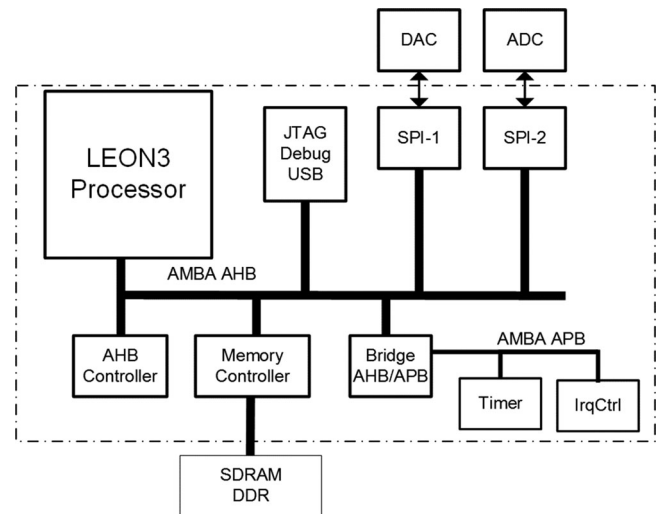 DAC
ADC
LEON3
Processor
JTAG
Debug
USB
SPI-1
SPI-2
AMBA AHB
AHB
Controller
Memory
Controller
Bridge
AHB/APB
AMBA APB
Timer
IrqCtrl
SDRAM
DDR